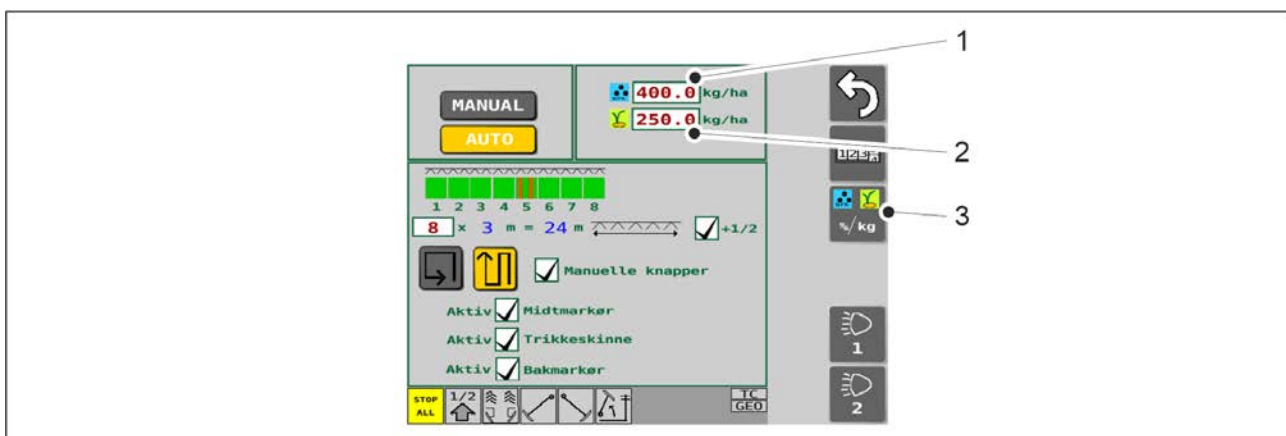 1
MANUAL
AUTO
400.0 kg/ha
250.0 kg/ha
2
3
%/kg
1 2 3 4 5 6 7 8
8 x 3 m = 24 m +1/2
Manuelle knapper
Aktiv Midtmarkør
Aktiv Trikkeskinne
Aktiv Bakmarkør
1
2
STOP
ALL
1/2
TC
GEO